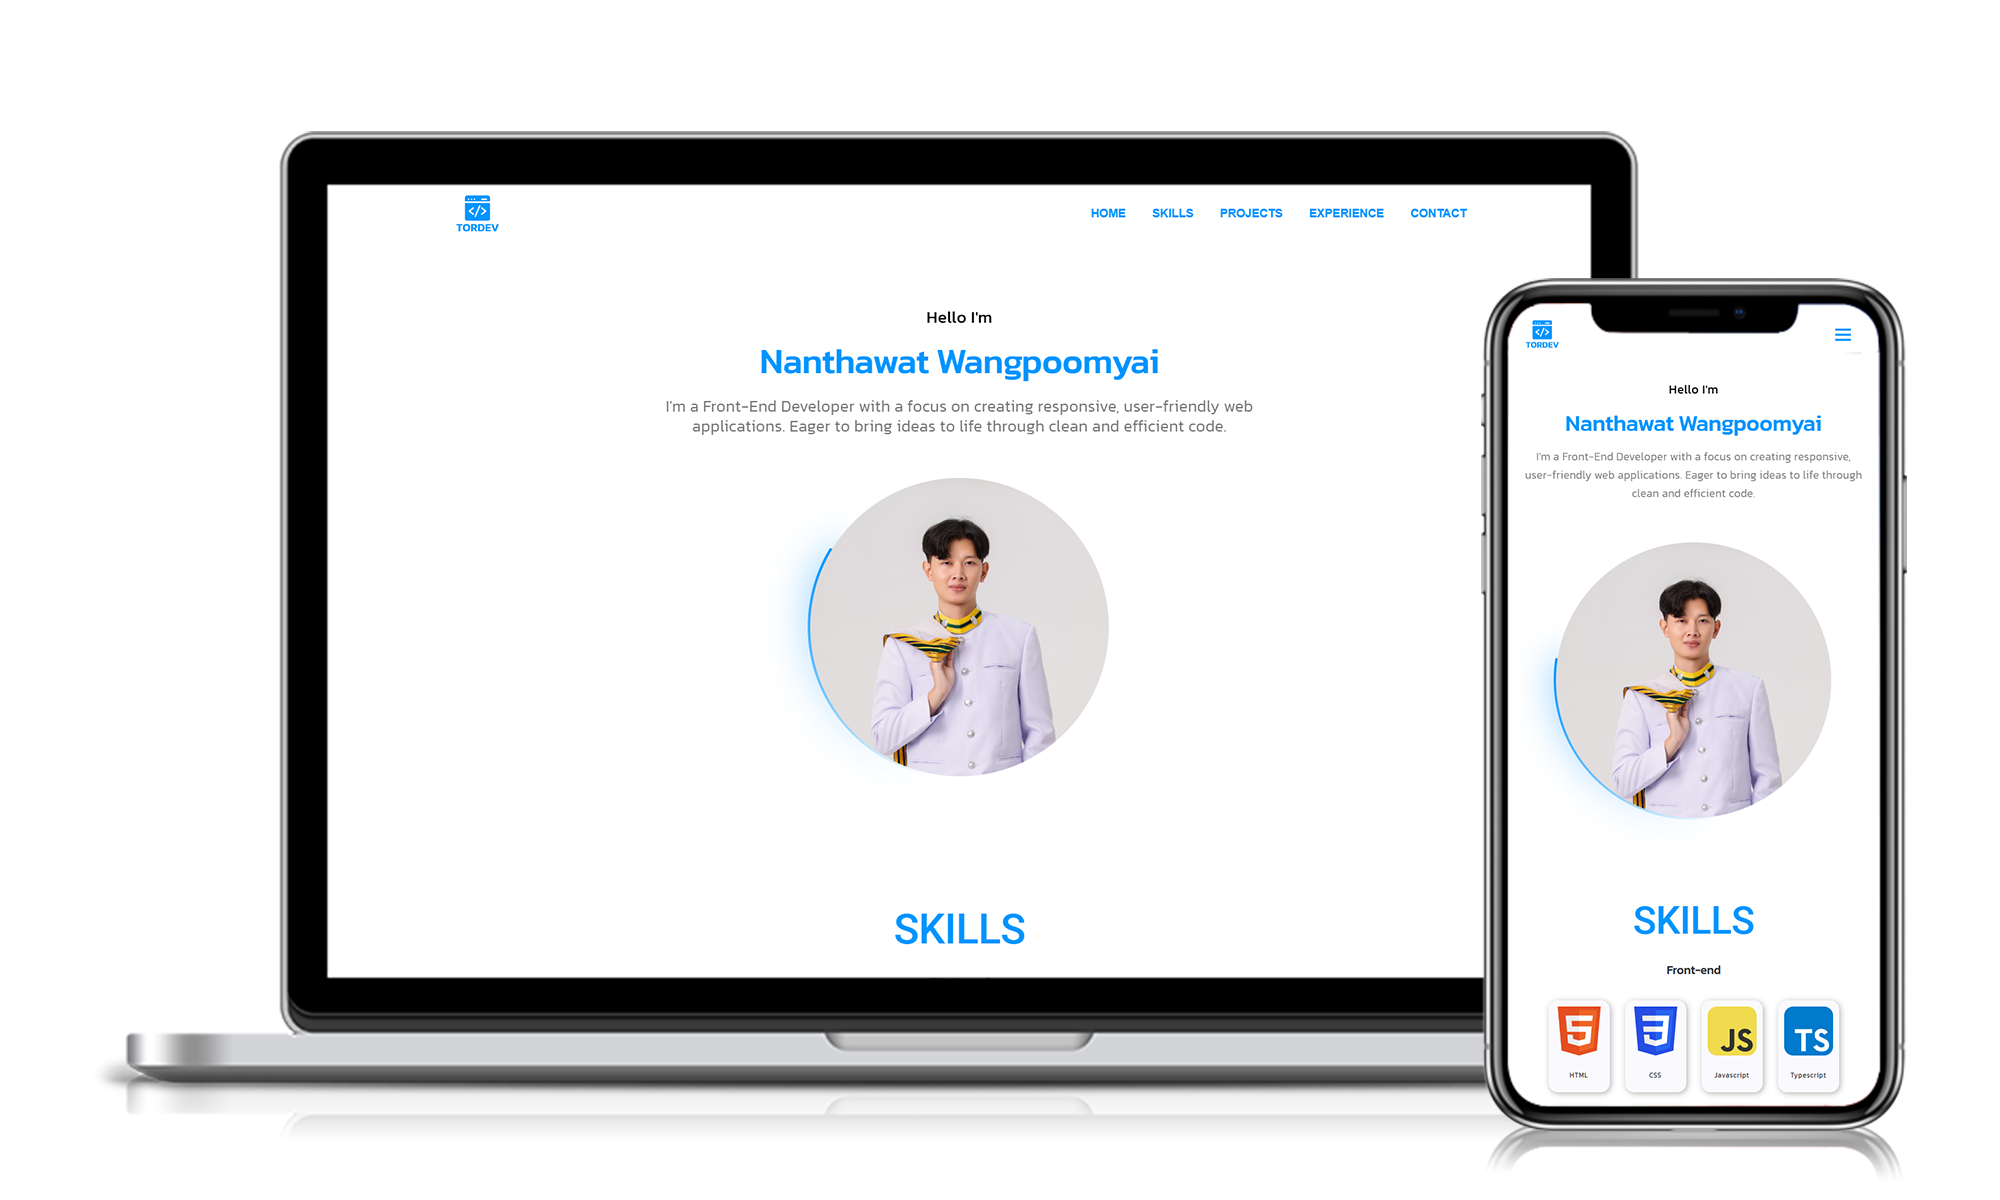 TORDEV
HOME SKILLS PROJECTS EXPERIENCE CONTACT
Hello I'm
Nanthawat Wangpoomyai
I'm a Front-End Developer with a focus on creating responsive, user-friendly web
applications. Eager to bring ideas to life through clean and efficient code.
SKILLS
TORDEV
Hello I'm
Nanthawat Wangpoomyai
I'm a Front-End Developer with a focus on creating responsive,
user-friendly web applications. Eager to bring ideas to life through
clean and efficient code.
SKILLS
Front-end
JS TS
HTML CSS Javascript Typescript